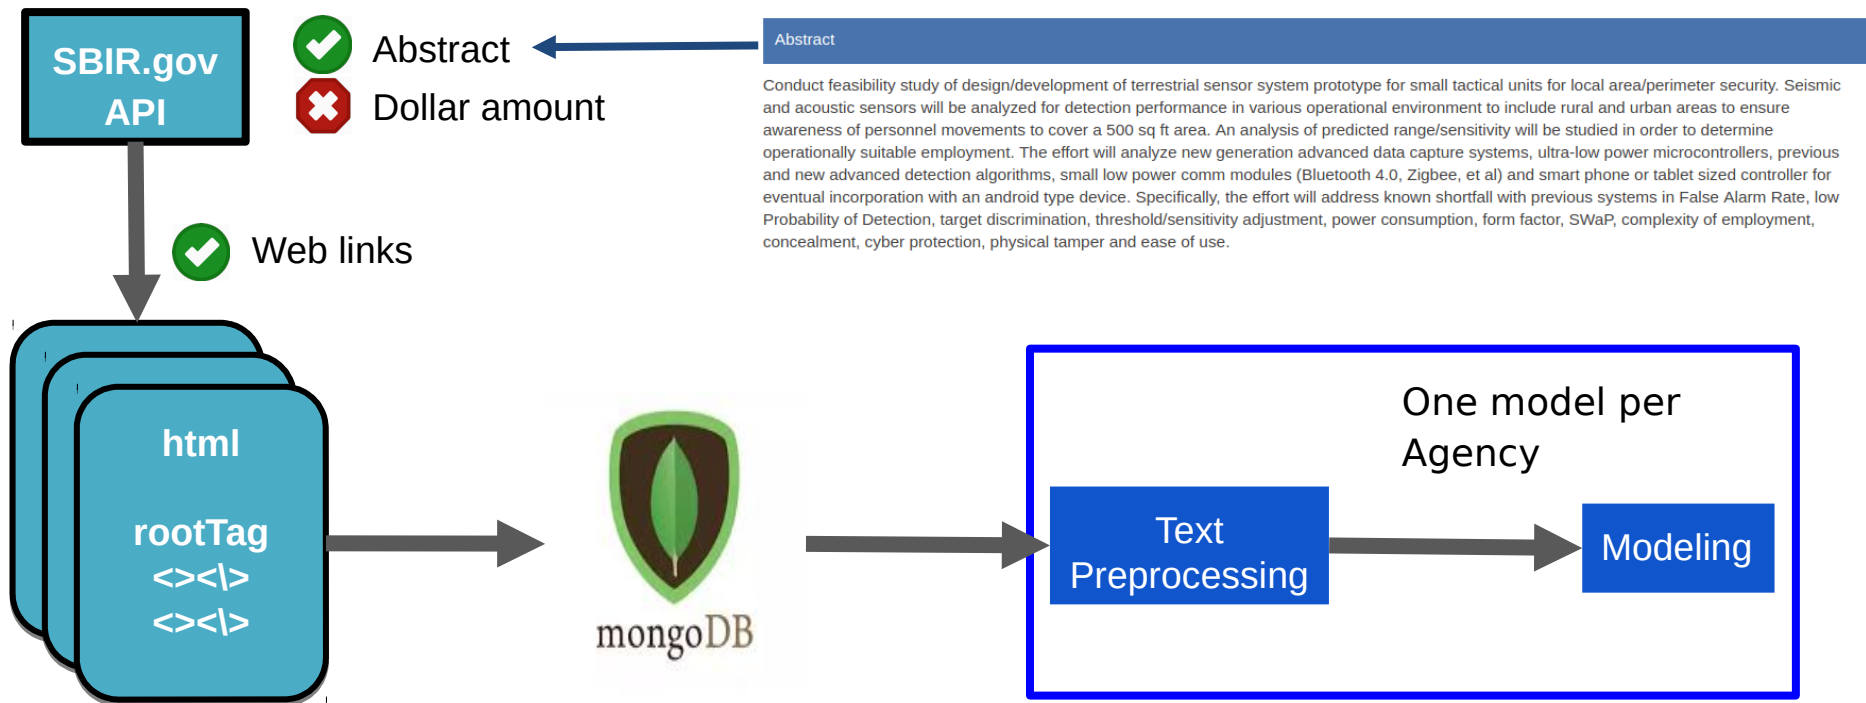 SBIR.gov
API
Abstract
Dollar amount
Abstract
Conduct feasibility study of design/development of terrestrial sensor system prototype for small tactical units for local area/perimeter security. Seismic
and acoustic sensors will be analyzed for detection performance in various operational environment to include rural and urban areas to ensure
awareness of personnel movements to cover a 500 sq ft area. An analysis of predicted range/sensitivity will be studied in order to determine
operationally suitable employment. The effort will analyze new generation advanced data capture systems, ultra-low power microcontrollers, previous
and new advanced detection algorithms, small low power comm modules (Bluetooth 4.0, Zigbee, et al) and smart phone or tablet sized controller for
eventual incorporation with an android type device. Specifically, the effort will address known shortfall with previous systems in False Alarm Rate, low
Probability of Detection, target discrimination, threshold/sensitivity adjustment, power consumption, form factor, SWaP, complexity of employment,
concealment, cyber protection, physical tamper and ease of use.
Web links
html
rootTag
<><\>
<><\>
mongoDB
One model per
Agency
Text
Preprocessing
Modeling